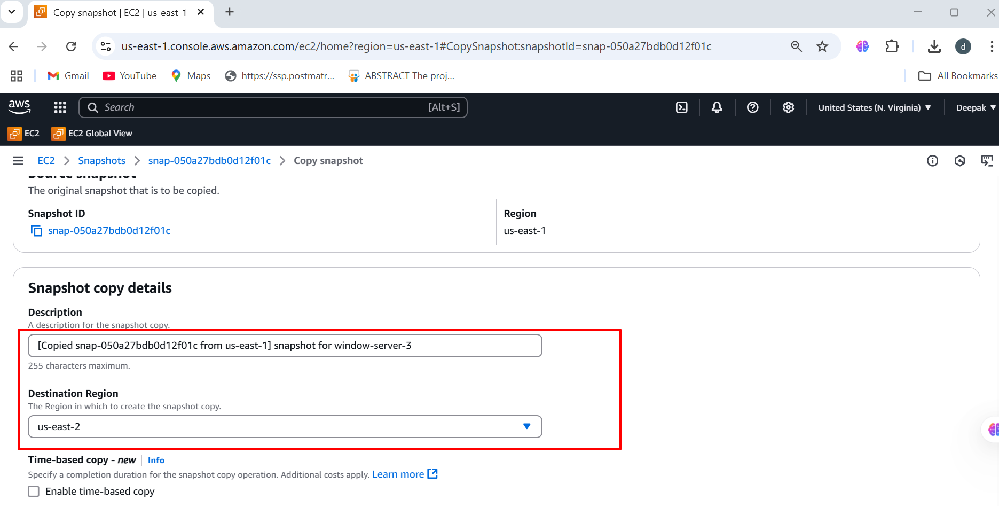 Copy snapshot | EC2 | us-east-1
us-east-1.console.aws.amazon.com/ec2/home?region=us-east-1#CopySnapshot:snapshotId=snap-050a27bdb0d12f01c
d
Gmail YouTube Maps https://ssp.postmatr... ABSTRACT The proj... All Bookmarks
aws Search [Alt+S] United States (N. Virginia) Deepak
EC2 EC2 Global View
EC2 Snapshots snap-050a27bdb0d12f01c Copy snapshot
Source snapshot
The original snapshot that is to be copied.
Snapshot ID Region
snap-050a27bdb0d12f01c us-east-1
Snapshot copy details
Description
A description for the snapshot copy.
[Copied snap-050a27bdb0d12f01c from us-east-1] snapshot for window-server-3
255 characters maximum.
Destination Region
The Region in which to create the snapshot copy.
us-east-2
Time-based copy - new Info
Specify a completion duration for the snapshot copy operation. Additional costs apply. Learn more
Enable time-based copy